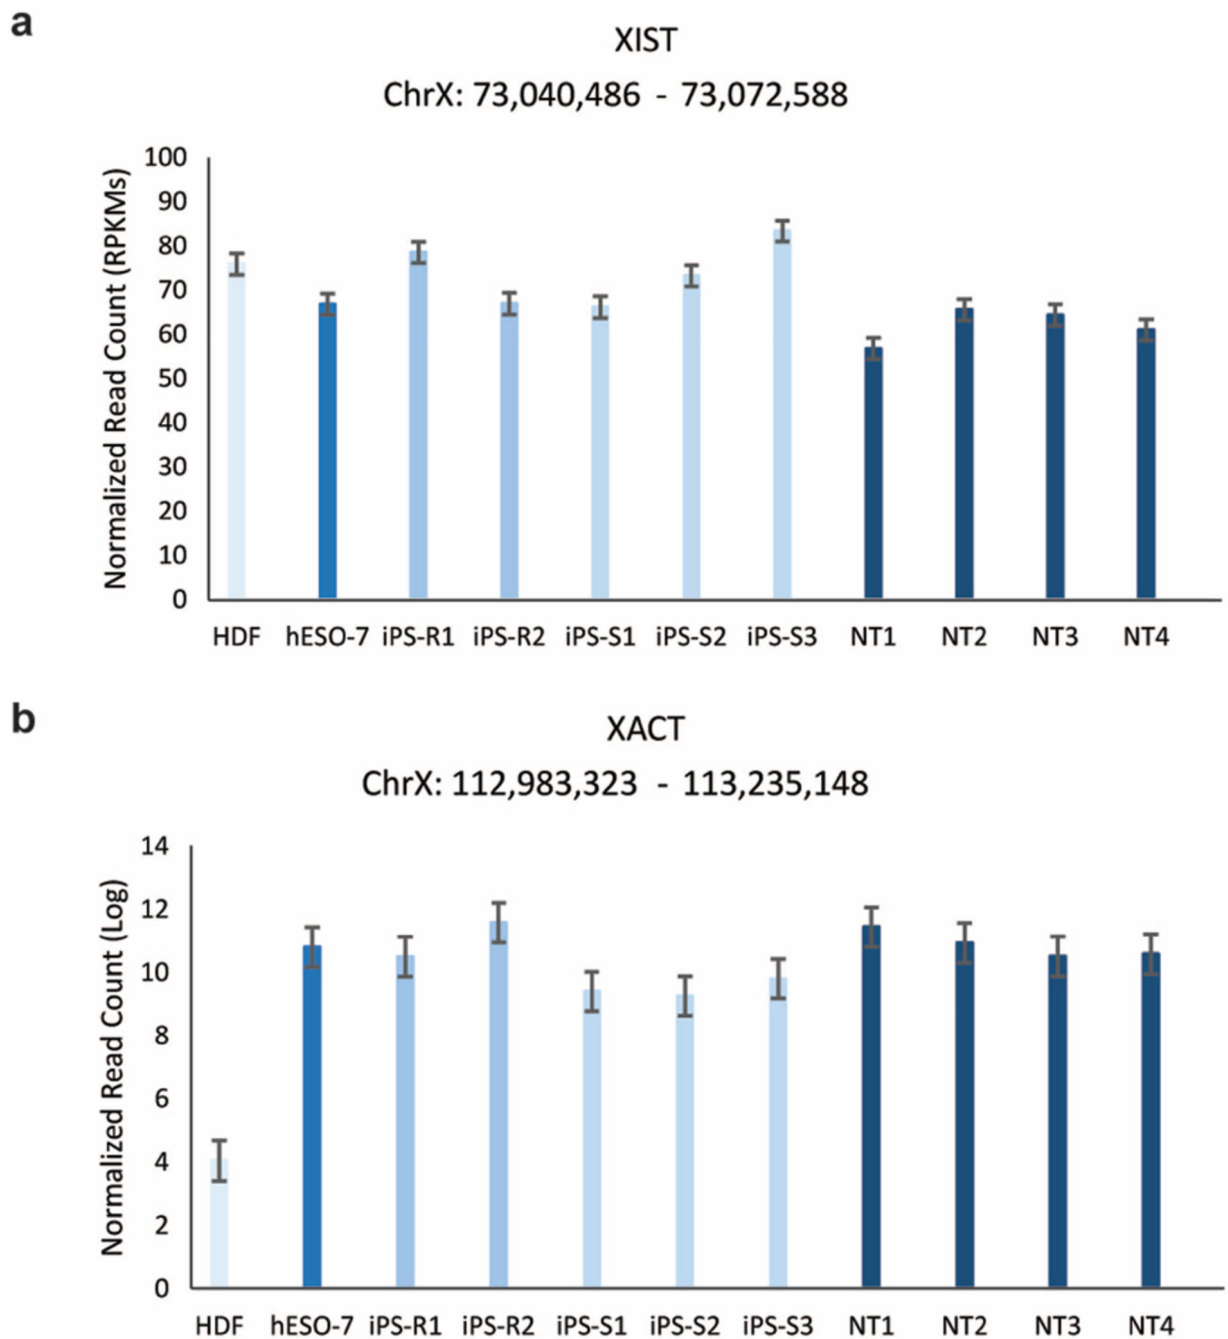 a
XIST
ChrX: 73,040,486 - 73,072,588
Normalized Read Count (RPKMs)
100
90
80
70
60
50
40
30
20
10
0
HDF hESO-7 iPS-R1 iPS-R2 iPS-S1 iPS-S2 iPS-S3 NT1 NT2 NT3 NT4
b
XACT
ChrX: 112,983,323 - 113,235,148
Normalized Read Count (Log)
14
12
10
8
6
4
2
0
HDF hESO-7 iPS-R1 iPS-R2 iPS-S1 iPS-S2 iPS-S3 NT1 NT2 NT3 NT4